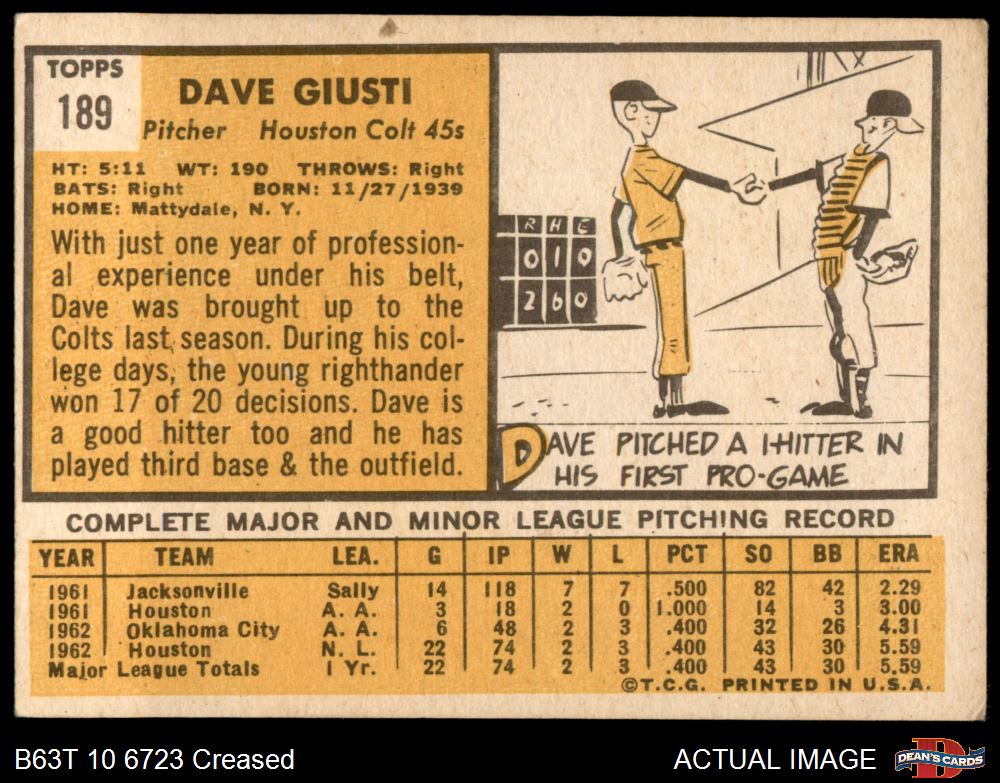 TOPPS
189
DAVE GIUSTI
Pitcher Houston Colt 45s
HT: 5:11 WT: 190 THROWS: Right
BATS: Right BORN: 11/27/1939
HOME: Mattydale, N. Y.
With just one year of profession-
al experience under his belt,
Dave was brought up to the
Colts last season. During his col-
lege days, the young righthander
won 17 of 20 decisions. Dave is
a good hitter too and he has
played third base & the outfield.
R H E
0 1 0
2 6 0
DAVE PITCHED A 1-HITTER IN
HIS FIRST PRO-GAME
COMPLETE MAJOR AND MINOR LEAGUE PITCHING RECORD
YEAR TEAM LEA. G IP W L PCT SO BB ERA
1961 Jacksonville Sally 14 118 7 7 .500 82 42 2.29
1961 Houston A. A. 3 18 2 0 1.000 14 3 3.00
1962 Oklahoma City A. A. 6 48 2 3 .400 32 26 4.31
1962 Houston N. L. 22 74 2 3 .400 43 30 5.59
Major League Totals 1 Yr. 22 74 2 3 .400 43 30 5.59
©T.C.G. PRINTED IN U.S.A.
B63T 10 6723 Creased
ACTUAL IMAGE
D
DEAN'S CARDS